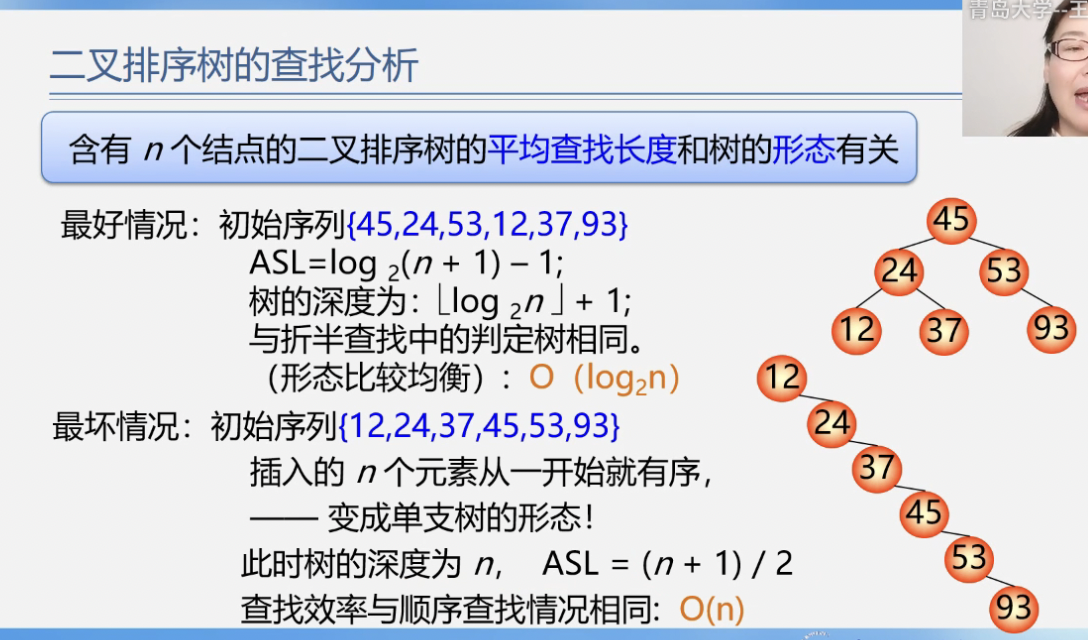 青岛大学--王
二叉排序树的查找分析
含有 n 个结点的二叉排序树的平均查找长度和树的形态有关
最好情况：初始序列{45,24,53,12,37,93}
ASL=log ₂(n + 1) – 1;
树的深度为：⌊log ₂n ⌋ + 1;
与折半查找中的判定树相同。
（形态比较均衡）：O（log₂n）
最坏情况：初始序列{12,24,37,45,53,93}
插入的 n 个元素从一开始就有序，
—— 变成单支树的形态！
此时树的深度为 n, ASL = (n + 1) / 2
查找效率与顺序查找情况相同: O(n)
45
24 53
12 37 93
12
24
37
45
53
93